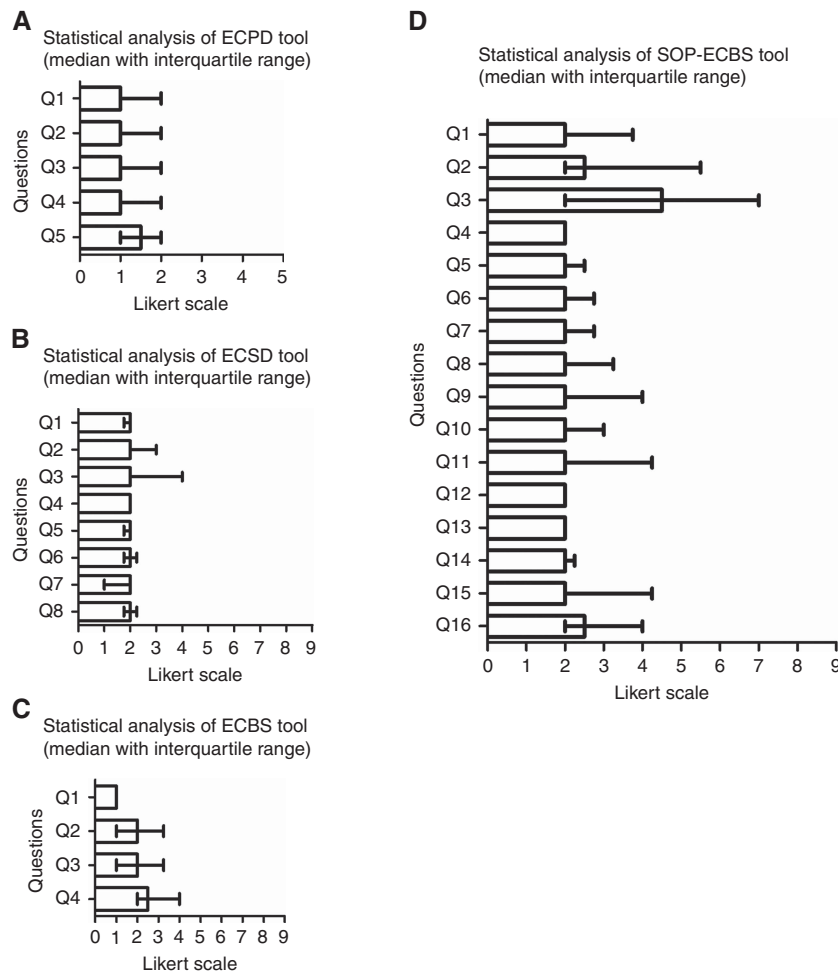 A
Statistical analysis of ECPD tool
(median with interquartile range)
Questions
Q1
Q2
Q3
Q4
Q5
0 1 2 3 4 5
Likert scale
B
Statistical analysis of ECSD tool
(median with interquartile range)
Questions
Q1
Q2
Q3
Q4
Q5
Q6
Q7
Q8
0 1 2 3 4 5 6 7 8 9
Likert scale
C
Statistical analysis of ECBS tool
(median with interquartile range)
Questions
Q1
Q2
Q3
Q4
0 1 2 3 4 5 6 7 8 9
Likert scale
D
Statistical analysis of SOP-ECBS tool
(median with interquartile range)
Questions
Q1
Q2
Q3
Q4
Q5
Q6
Q7
Q8
Q9
Q10
Q11
Q12
Q13
Q14
Q15
Q16
0 1 2 3 4 5 6 7 8 9
Likert scale